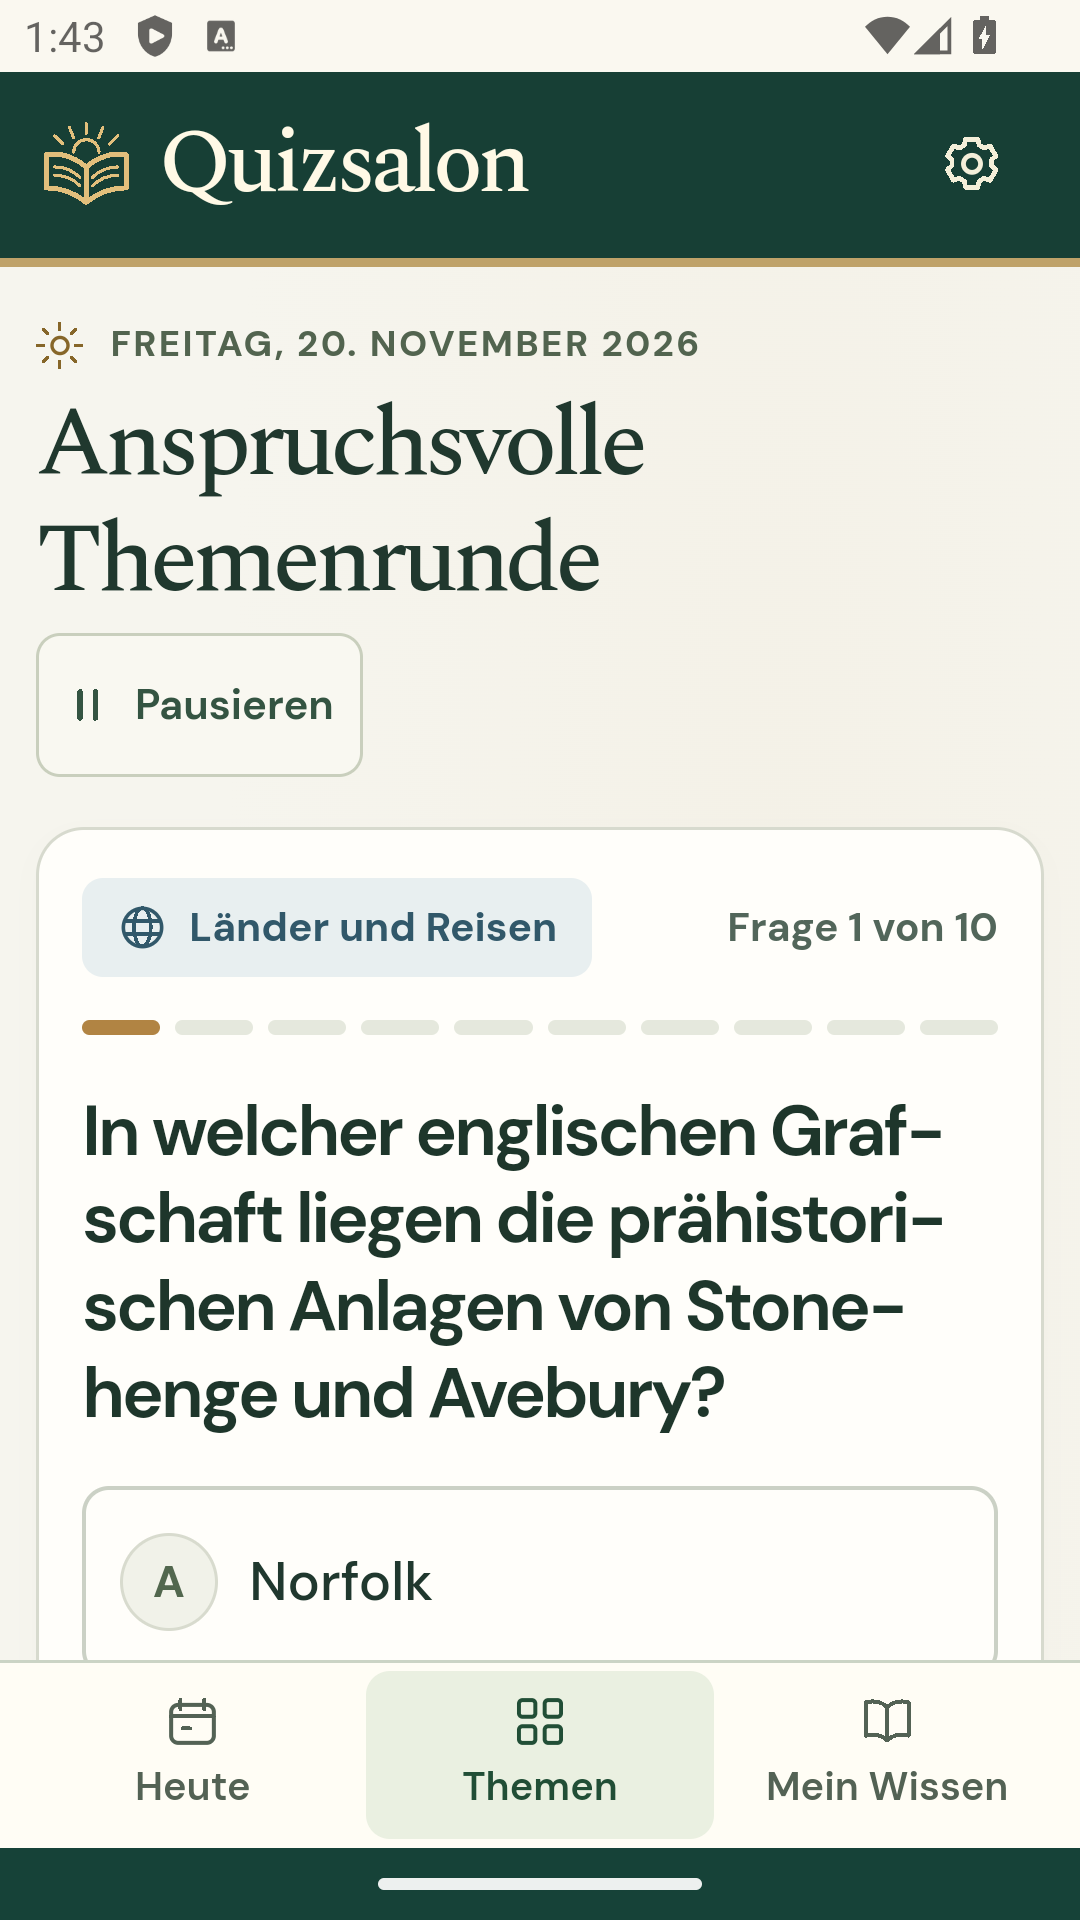 1:43
Quizsalon
FREITAG, 20. NOVEMBER 2026
Anspruchsvolle
Themenrunde
Pausieren
Länder und Reisen
Frage 1 von 10
In welcher englischen Graf-
schaft liegen die prähistori-
schen Anlagen von Stone-
henge und Avebury?
A
Norfolk
Heute
Themen
Mein Wissen